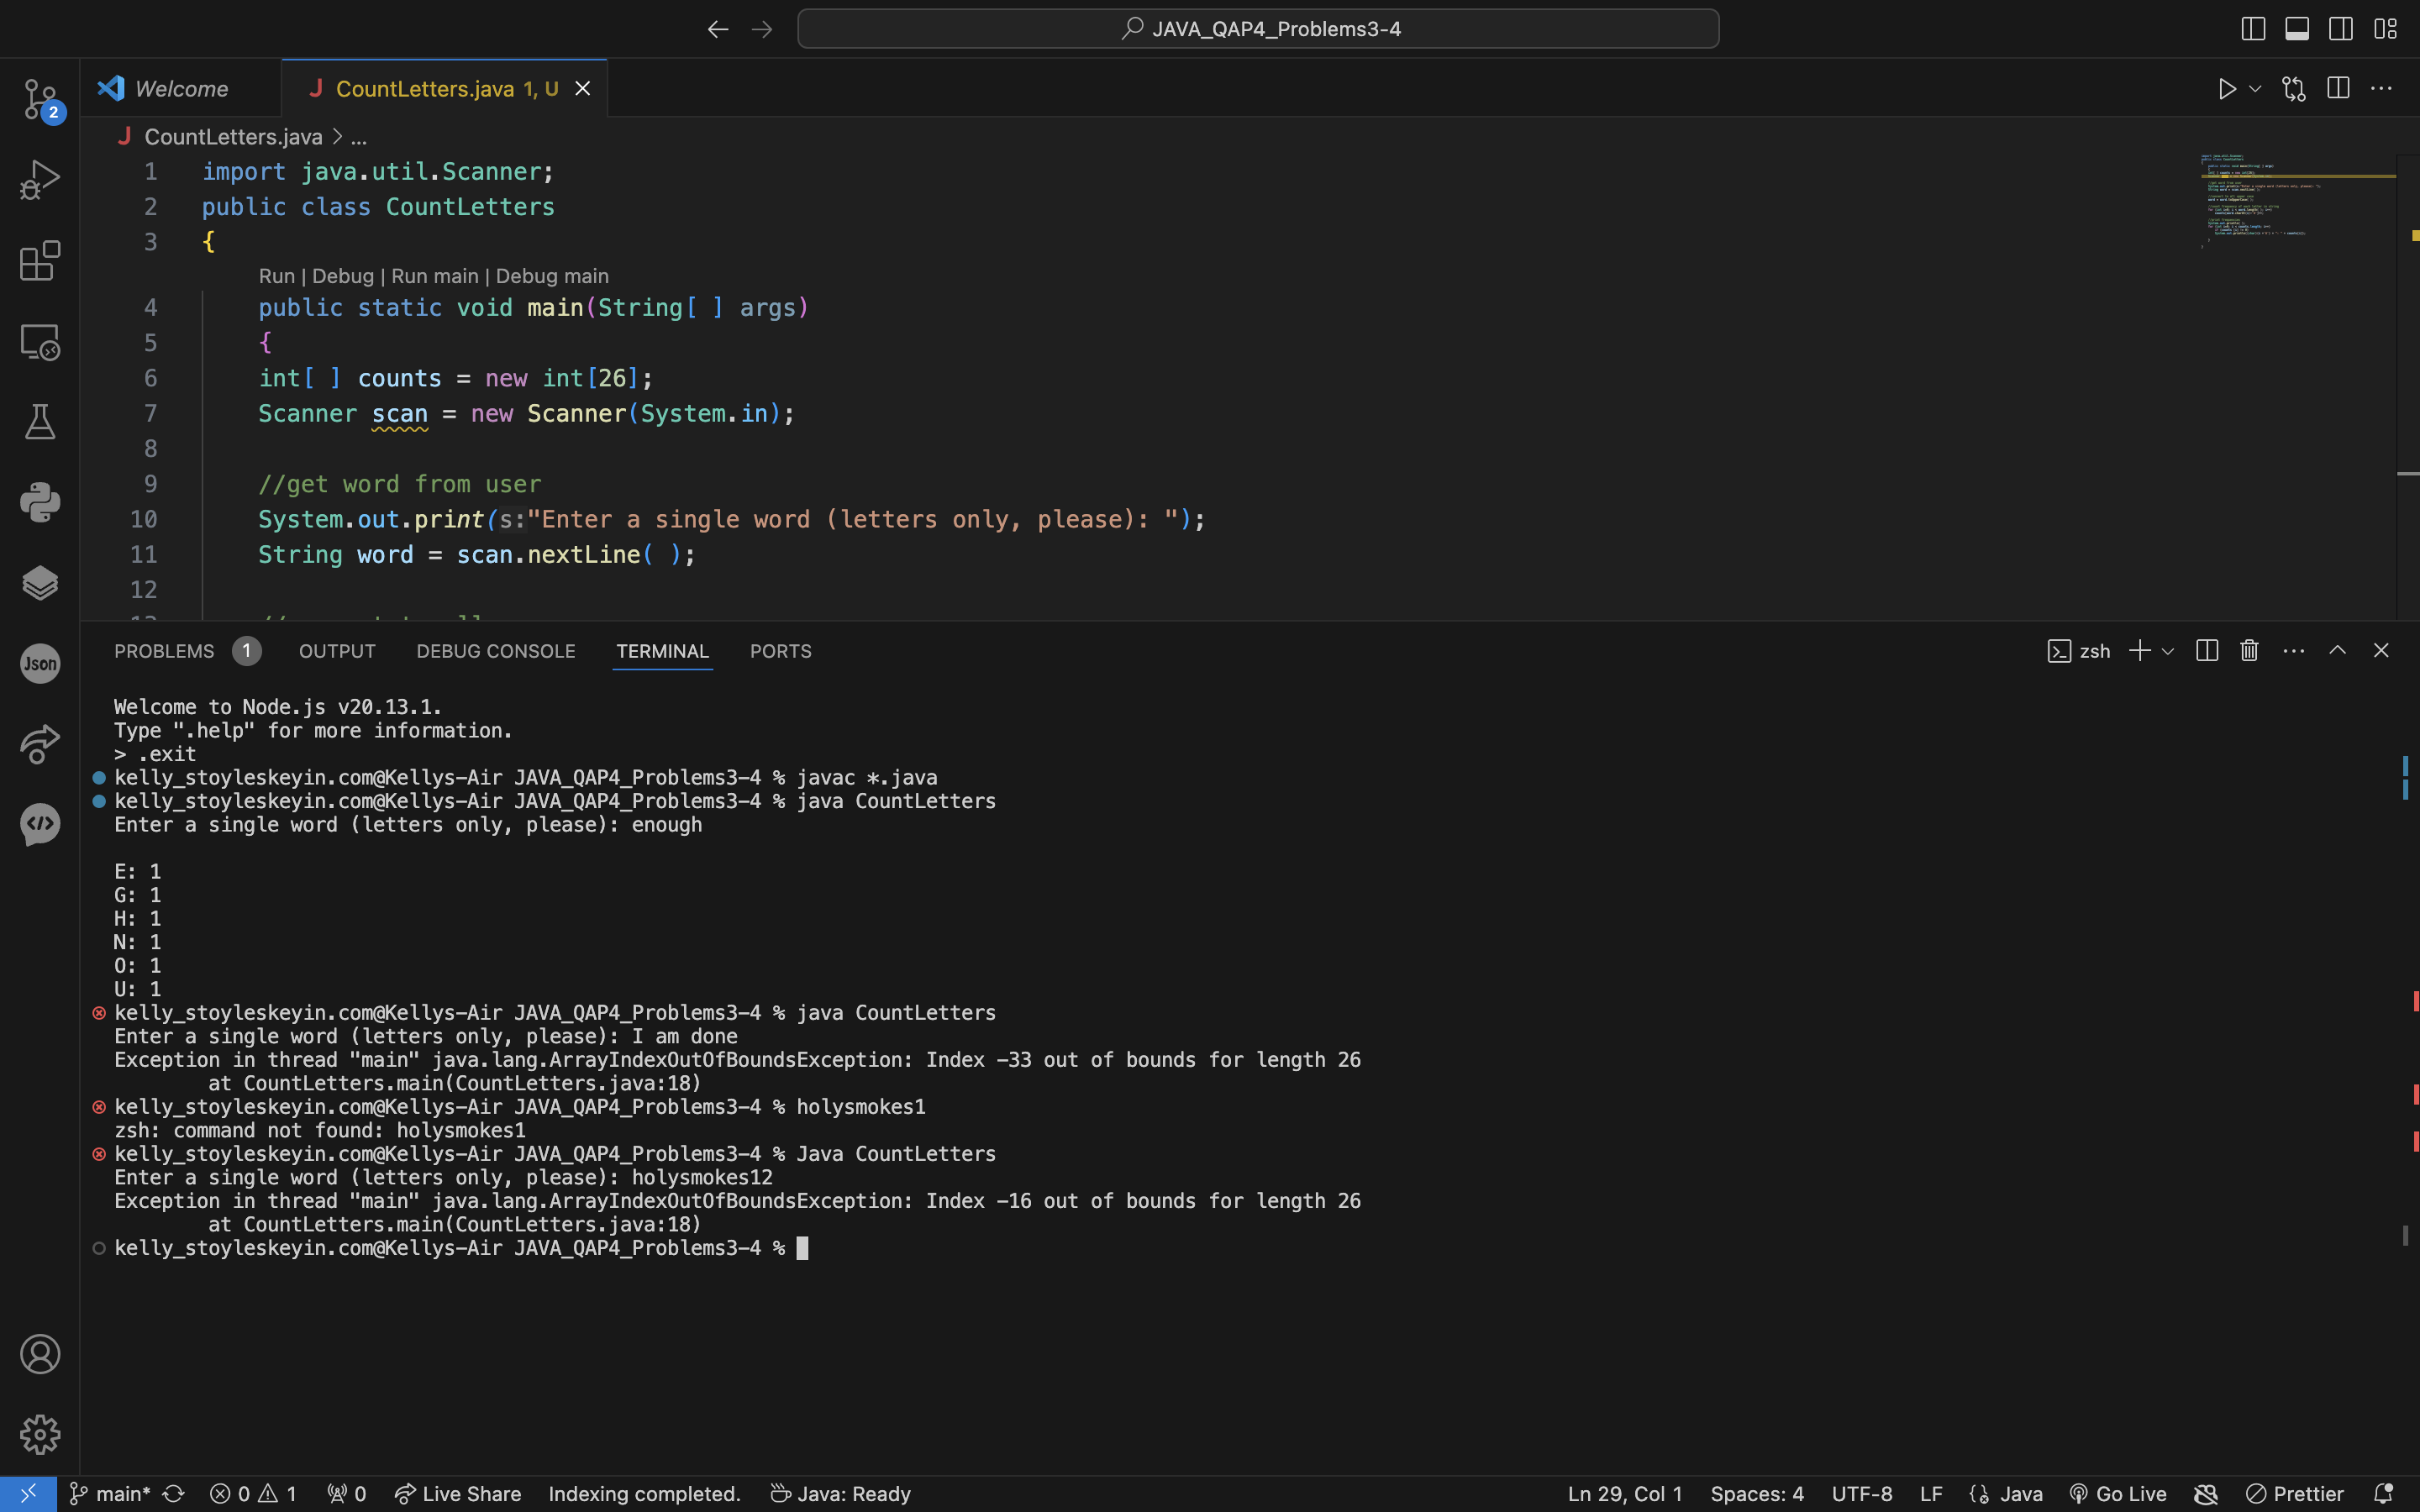 JAVA_QAP4_Problems3-4
2
Welcome
J CountLetters.java 1, U
J CountLetters.java > ...
1 import java.util.Scanner;
2 public class CountLetters
3 {
Run | Debug | Run main | Debug main
4 public static void main(String[ ] args)
5 {
6 int[ ] counts = new int[26];
7 Scanner scan = new Scanner(System.in);
8
9 //get word from user
10 System.out.print(s:"Enter a single word (letters only, please): ");
11 String word = scan.nextLine( );
12
Json
PROBLEMS 1 OUTPUT DEBUG CONSOLE TERMINAL PORTS
zsh
Welcome to Node.js v20.13.1.
Type ".help" for more information.
> .exit
kelly_stoyleskeyin.com@Kellys-Air JAVA_QAP4_Problems3-4 % javac *.java
kelly_stoyleskeyin.com@Kellys-Air JAVA_QAP4_Problems3-4 % java CountLetters
Enter a single word (letters only, please): enough
E: 1
G: 1
H: 1
N: 1
O: 1
U: 1
kelly_stoyleskeyin.com@Kellys-Air JAVA_QAP4_Problems3-4 % java CountLetters
Enter a single word (letters only, please): I am done
Exception in thread "main" java.lang.ArrayIndexOutOfBoundsException: Index -33 out of bounds for length 26
at CountLetters.main(CountLetters.java:18)
kelly_stoyleskeyin.com@Kellys-Air JAVA_QAP4_Problems3-4 % holysmokes1
zsh: command not found: holysmokes1
kelly_stoyleskeyin.com@Kellys-Air JAVA_QAP4_Problems3-4 % Java CountLetters
Enter a single word (letters only, please): holysmokes12
Exception in thread "main" java.lang.ArrayIndexOutOfBoundsException: Index -16 out of bounds for length 26
at CountLetters.main(CountLetters.java:18)
kelly_stoyleskeyin.com@Kellys-Air JAVA_QAP4_Problems3-4 %
main* 0 1 0 Live Share Indexing completed. Java: Ready
Ln 29, Col 1 Spaces: 4 UTF-8 LF Java Go Live Prettier